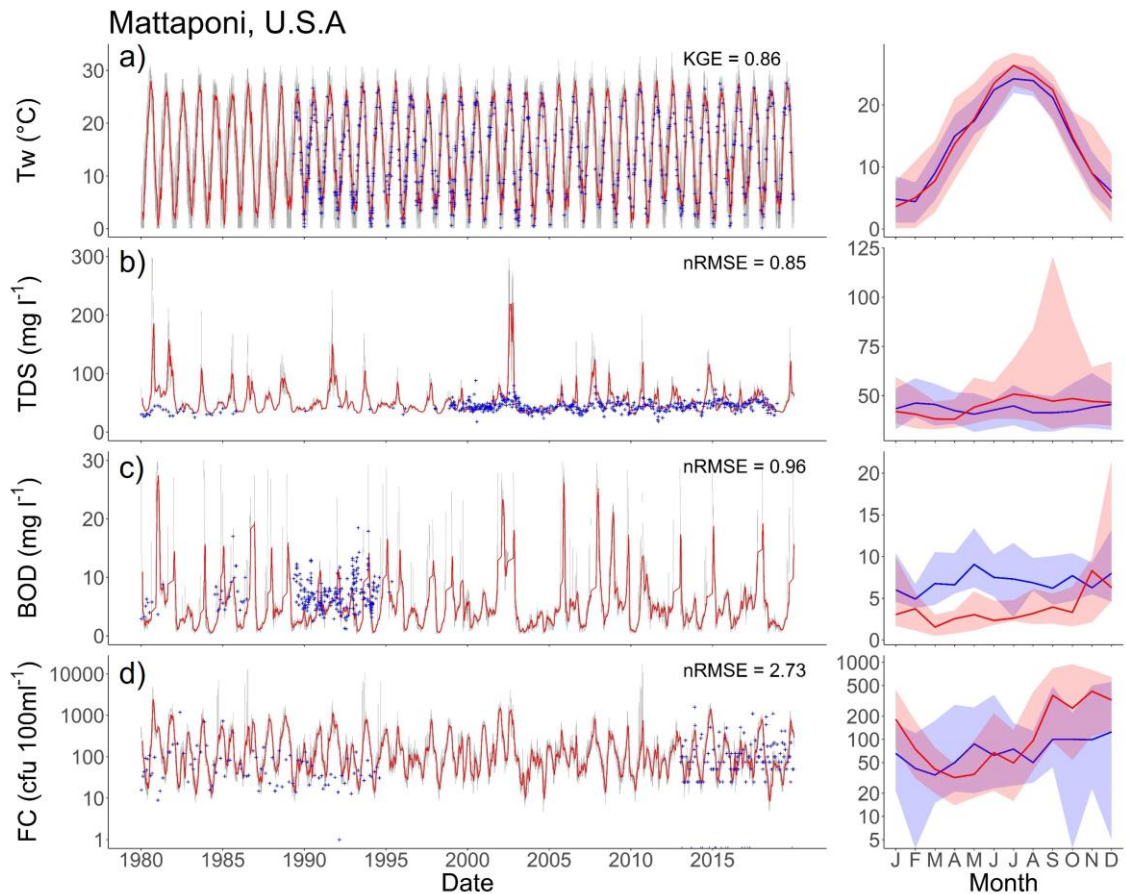 Mattaponi, U.S.A
a)
KGE = 0.86
Tw (°C)
30
20
10
0
20
10
0
b)
nRMSE = 0.85
TDS (mg l⁻¹)
300
200
100
0
125
100
75
50
c)
nRMSE = 0.96
BOD (mg l⁻¹)
30
20
10
0
20
15
10
5
0
d)
nRMSE = 2.73
FC (cfu 100ml⁻¹)
10000
1000
100
10
1
1000
500
200
100
50
20
10
5
1980 1985 1990 1995 2000 2005 2010 2015
Date
J F M A M J J A S O N D
Month